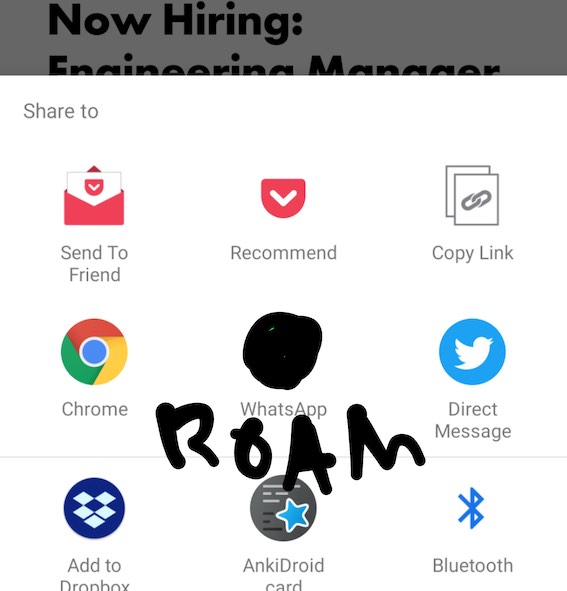 Now Hiring:
Engineering Manager
Share to
Send To
Friend
Recommend
Copy Link
Chrome
WhatsApp
Direct
Message
ROAM
Add to
Dropbox
AnkiDroid
card
Bluetooth